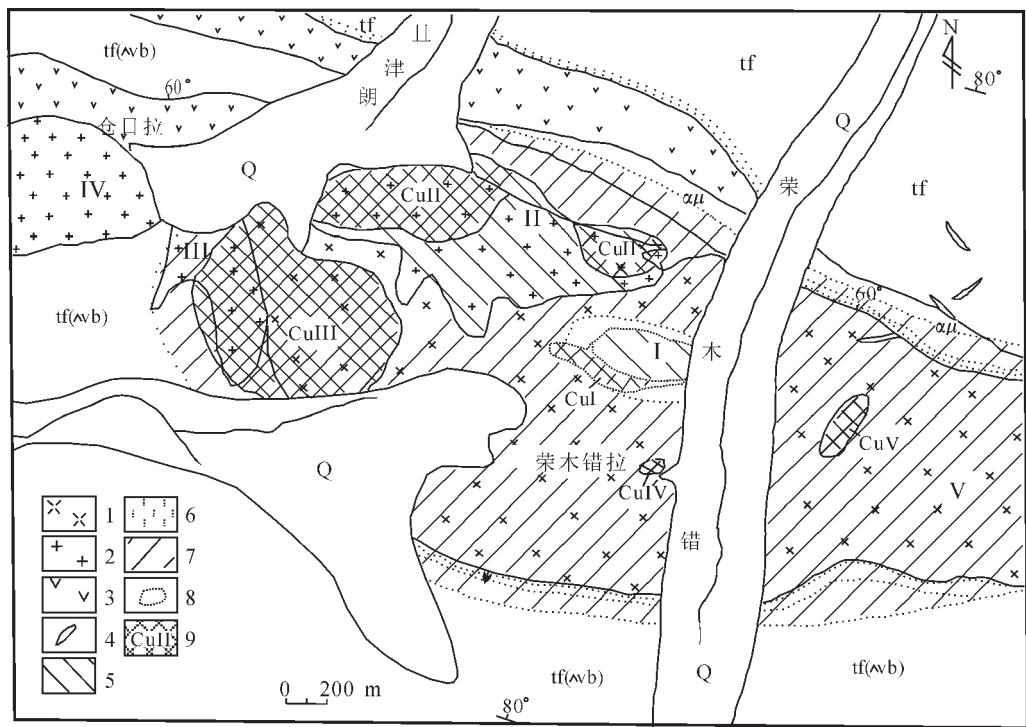 tf
且
N
tf(∧vb)
津
tf
80°
60°
朗
Q
仓口拉
荣
Q
IV
CuII
αμ
tf
II
III
CuII
60°
αμ
tf(∧vb)
CuIII
I
木
CuI
CuV
荣木错拉
Q
CuIV
V
错
1
6
2
7
3
8
4
CuII
9
5
tf(∧vb)
Q
tf(∧vb)
0 200 m
80°